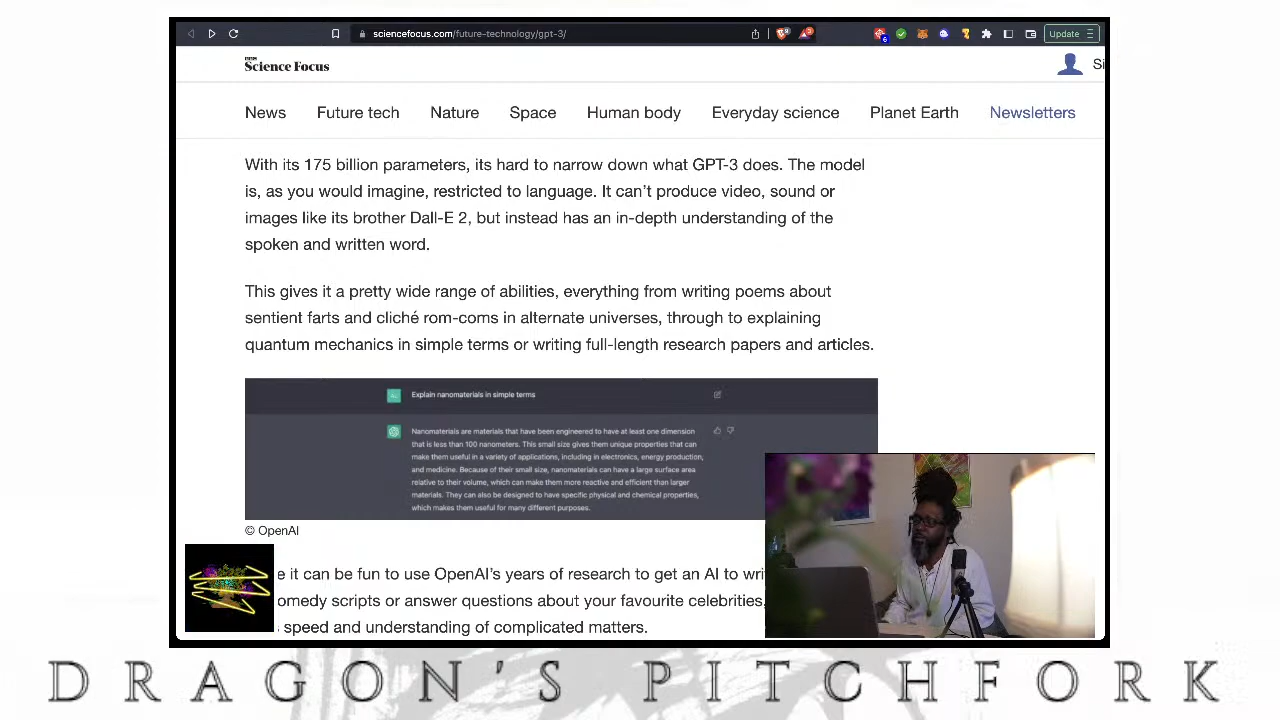 sciencefocus.com/future-technology/gpt-3/
6
Update
BBC
Science Focus
Si
News Future tech Nature Space Human body Everyday science Planet Earth Newsletters
With its 175 billion parameters, its hard to narrow down what GPT-3 does. The model
is, as you would imagine, restricted to language. It can’t produce video, sound or
images like its brother Dall-E 2, but instead has an in-depth understanding of the
spoken and written word.
This gives it a pretty wide range of abilities, everything from writing poems about
sentient farts and cliché rom-coms in alternate universes, through to explaining
quantum mechanics in simple terms or writing full-length research papers and articles.
Explain nanomaterials in simple terms
Nanomaterials are materials that have been engineered to have at least one dimension
that is less than 100 nanometers. This small size gives them unique properties that can
make them useful in a variety of applications, including in electronics, energy production,
and medicine. Because of their small size, nanomaterials can have a large surface area
relative to their volume, which can make them more reactive and efficient than larger
materials. They can also be designed to have specific physical and chemical properties,
which makes them useful for many different purposes.
© OpenAI
e it can be fun to use OpenAI’s years of research to get an AI to wri
omedy scripts or answer questions about your favourite celebrities,
speed and understanding of complicated matters.
DRAGON'S PITCHFORK